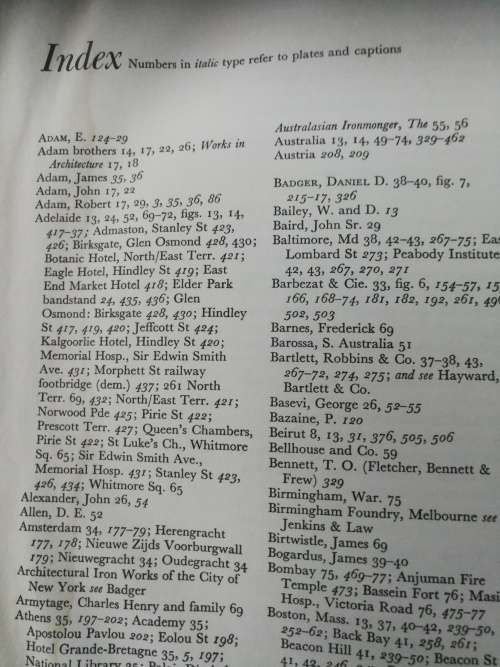 Index Numbers in italic type refer to plates and captions
ADAM, E. 124–29
Adam brothers 14, 17, 22, 26; Works in
Architecture 17, 18
Adam, James 35, 36
Adam, John 17, 22
Adam, Robert 17, 29, 3, 35, 36, 86
Adelaide 13, 24, 52, 69–72, figs. 13, 14,
417–37; Admaston, Stanley St 423,
426; Birksgate, Glen Osmond 428, 430;
Botanic Hotel, North/East Terr. 421;
Eagle Hotel, Hindley St 419; East
End Market Hotel 418; Elder Park
bandstand 24, 435, 436; Glen
Osmond: Birksgate 428, 430; Hindley
St 417, 419, 420; Jeffcott St 424;
Kalgoorlie Hotel, Hindley St 420;
Memorial Hosp., Sir Edwin Smith
Ave. 431; Morphett St railway
footbridge (dem.) 437; 261 North
Terr. 69, 432; North/East Terr. 421;
Norwood Pde 425; Pirie St 422;
Prescott Terr. 427; Queen's Chambers,
Pirie St 422; St Luke's Ch., Whitmore
Sq. 65; Sir Edwin Smith Ave.,
Memorial Hosp. 431; Stanley St 423,
426, 434; Whitmore Sq. 65
Alexander, John 26, 54
Allen, D. E. 52
Amsterdam 34, 177–79; Herengracht
177, 178; Nieuwe Zijds Voorburgwall
179; Nieuwegracht 34; Oudegracht 34
Architectural Iron Works of the City of
New York see Badger
Armytage, Charles Henry and family 69
Athens 35, 197–202; Academy 35;
Apostolou Pavlou 202; Eolou St 198;
Hotel Grande-Bretagne 35, 5, 197;
National Library 35;
Australasian Ironmonger, The 55, 56
Australia 13, 14, 49–74, 329–462
Austria 208, 209
BADGER, DANIEL D. 38–40, fig. 7,
215–17, 326
Bailey, W. and D. 13
Baird, John Sr. 29
Baltimore, Md 38, 42–43, 267–75;
Lombard St 273; Peabody Institute
42, 43, 267, 270, 271
Barbezat & Cie. 33, fig. 6, 154–57,
166, 168–74, 181, 182, 192, 261,
502, 503
Barnes, Frederick 69
Barossa, S. Australia 51
Bartlett, Robbins & Co. 37–38, 43,
267–72, 274, 275; and see Hayward,
Bartlett & Co.
Basevi, George 26, 52–55
Bazaine, P. 120
Beirut 8, 13, 31, 376, 505, 506
Bellhouse and Co. 59
Bennett, T. O. (Fletcher, Bennett &
Frew) 329
Birmingham, War. 75
Birmingham Foundry, Melbourne see
Jenkins & Law
Birtwistle, James 69
Bogardus, James 39–40
Bombay 75, 469–77; Anjuman Fire
Temple 473; Bassein Fort 76;
Hosp., Victoria Road 76, 475–77
Boston, Mass. 13, 37, 40–42, 239–50,
252–62; Back Bay 41, 258, 261;
Beacon Hill 41, 239–50; Beacon St
41, 42,